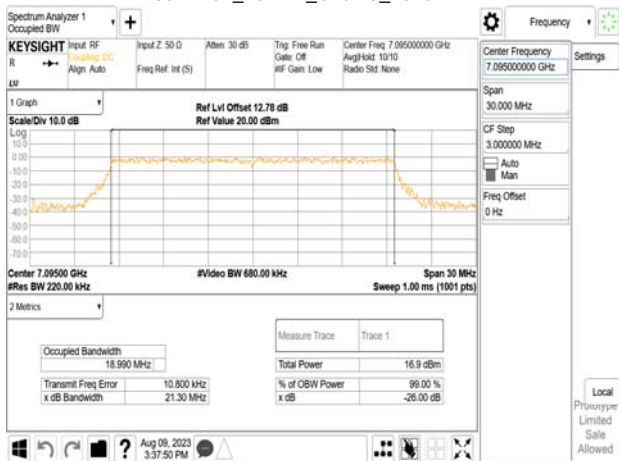 Spectrum Analyzer 1
Occupied BW
Frequency
KEYSIGHT Input: RF Input Z: 50 Ω Atten: 30 dB Trig: Free Run Center Freq: 7.095000000 GHz
R Coupling: DC Gate: Off Avg|Hold: 10/10
Align: Auto Freq Ref: Int (S) #IF Gain: Low Radio Std: None
LXI
Center Frequency
7.095000000 GHz
Settings
Span
30.000 MHz
CF Step
3.000000 MHz
Auto
Man
Freq Offset
0 Hz
1 Graph
Ref Lvl Offset 12.78 dB
Scale/Div 10.0 dB Ref Value 20.00 dBm
Log
10.0
0.00
-10.0
-20.0
-30.0
-40.0
-50.0
-60.0
-70.0
Center 7.09500 GHz #Video BW 680.00 kHz Span 30 MHz
#Res BW 220.00 kHz Sweep 1.00 ms (1001 pts)
2 Metrics
Measure Trace Trace 1
Occupied Bandwidth
18.990 MHz
Total Power 16.9 dBm
Transmit Freq Error 10.800 kHz % of OBW Power 99.00 %
x dB Bandwidth 21.30 MHz x dB -26.00 dB
Local
Prototype
Limited
Sale
Allowed
Aug 09, 2023
3:37:50 PM